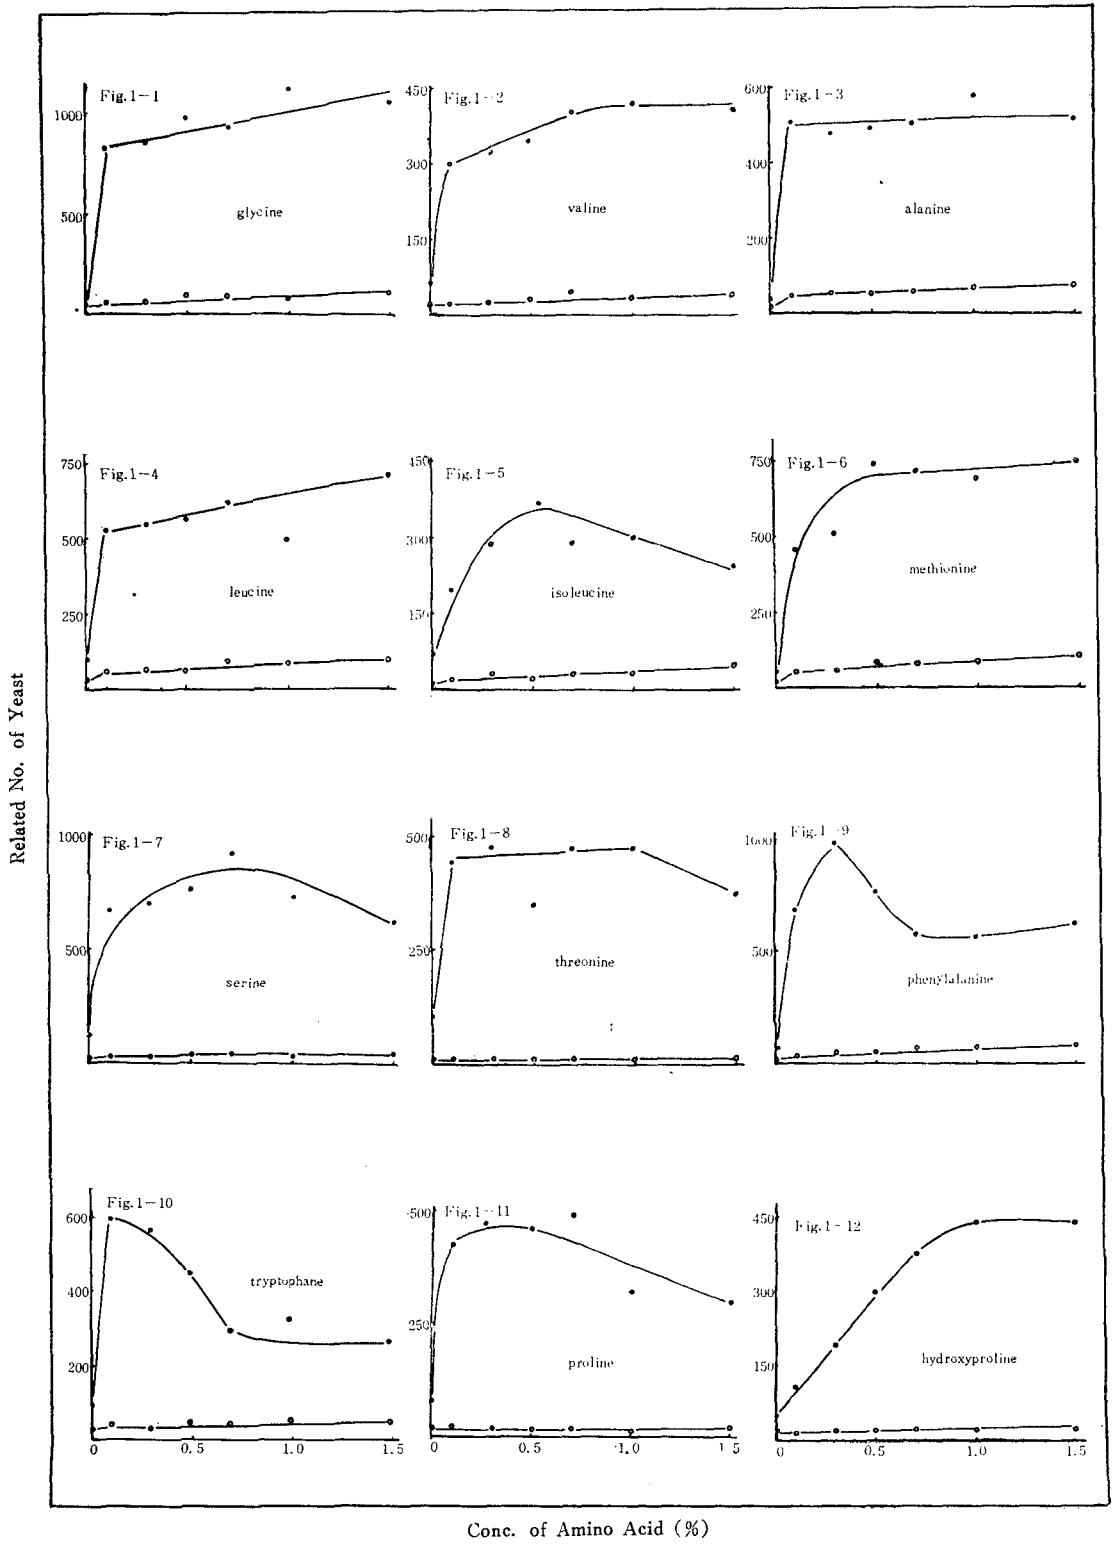 Fig.1-1
1000
500
glycine
Fig.1-2
450
300
150
valine
Fig.1-3
600
400
200
alanine
Fig.1-4
750
500
250
leucine
Fig.1-5
450
300
150
isoleucine
Fig.1-6
750
500
250
methionine
Fig.1-7
1000
500
serine
Fig.1-8
500
250
threonine
Fig.1-9
1000
500
phenylalanine
Fig.1-10
600
400
200
tryptophane
0 0.5 1.0 1.5
Fig.1-11
500
250
proline
0 0.5 1.0 1.5
Fig.1-12
450
300
150
hydroxyproline
0 0.5 1.0 1.5
Related No. of Yeast
Conc. of Amino Acid (%)